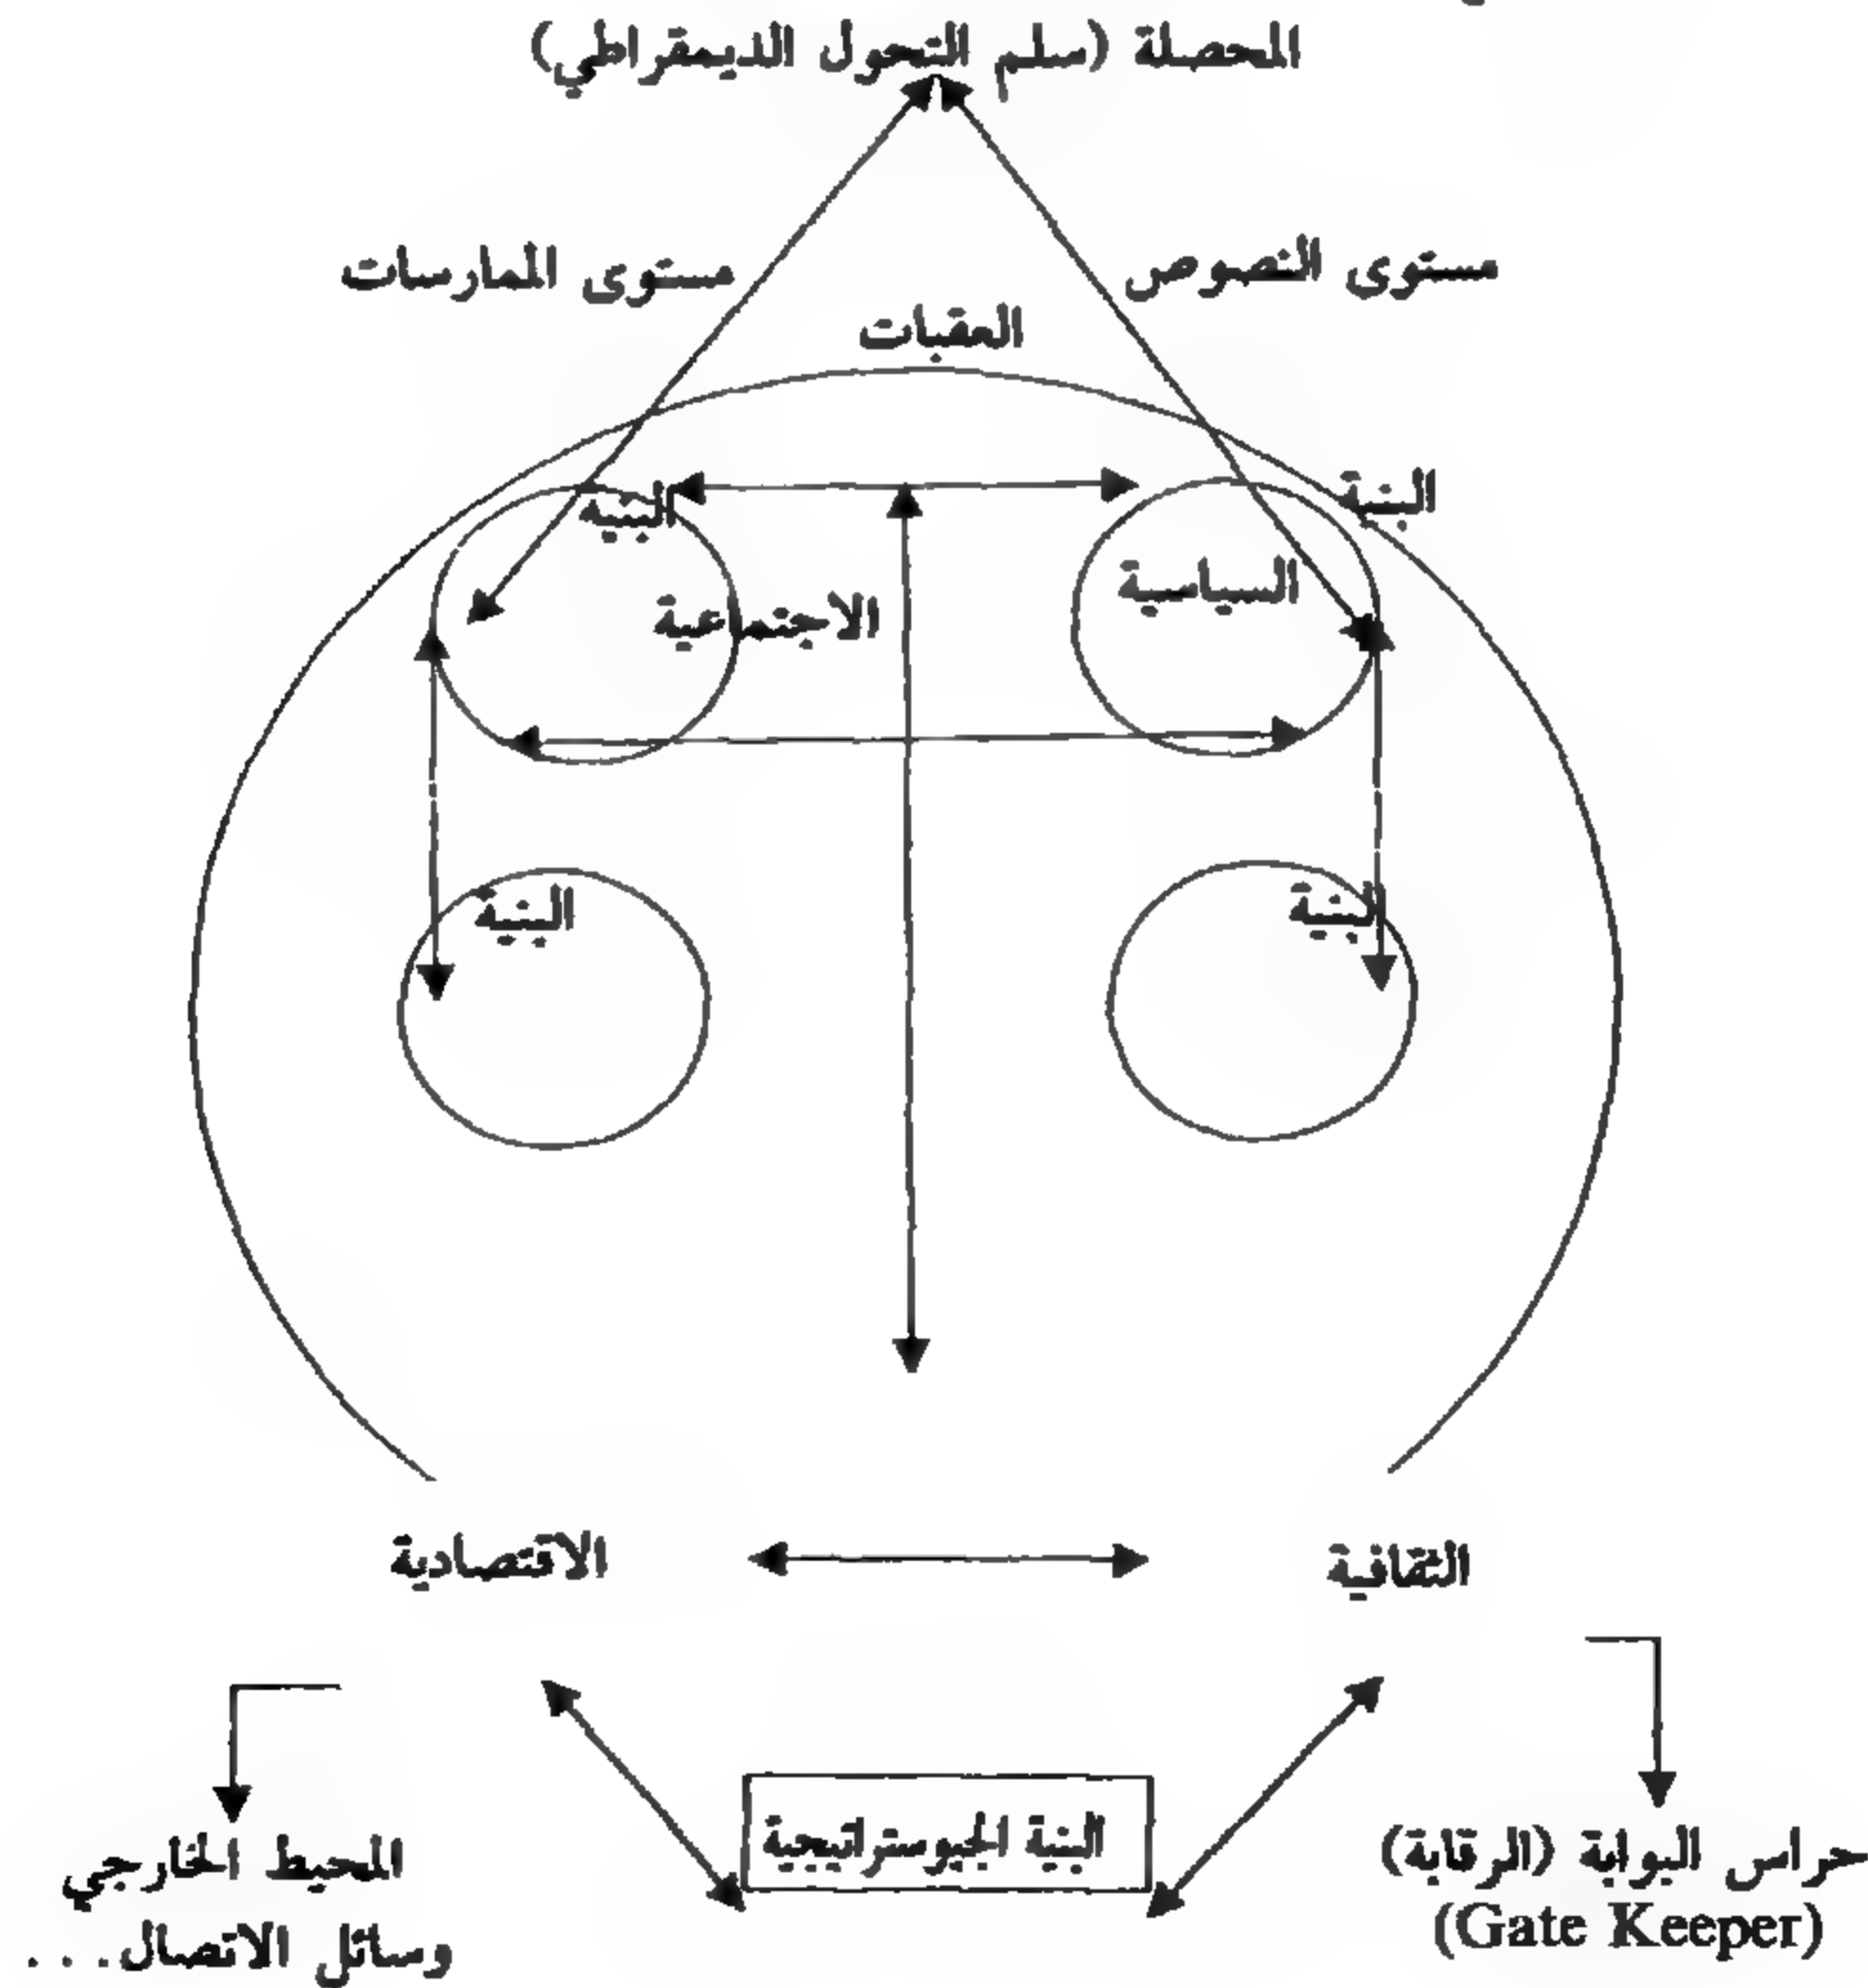 المحصلة (سلم التحول الديمقراطي)
مستوى النصوص
مستوى الممارسات
العقبات
البنية
السياسية
البنية
الاجتماعية
البنية
البنية
الثقافية
الاقتصادية
البنية الجيوستراتيجية
حراس البوابة (الرقابة)
(Gate Keeper)
المحيط الخارجي
وسائل الاتصال. . .